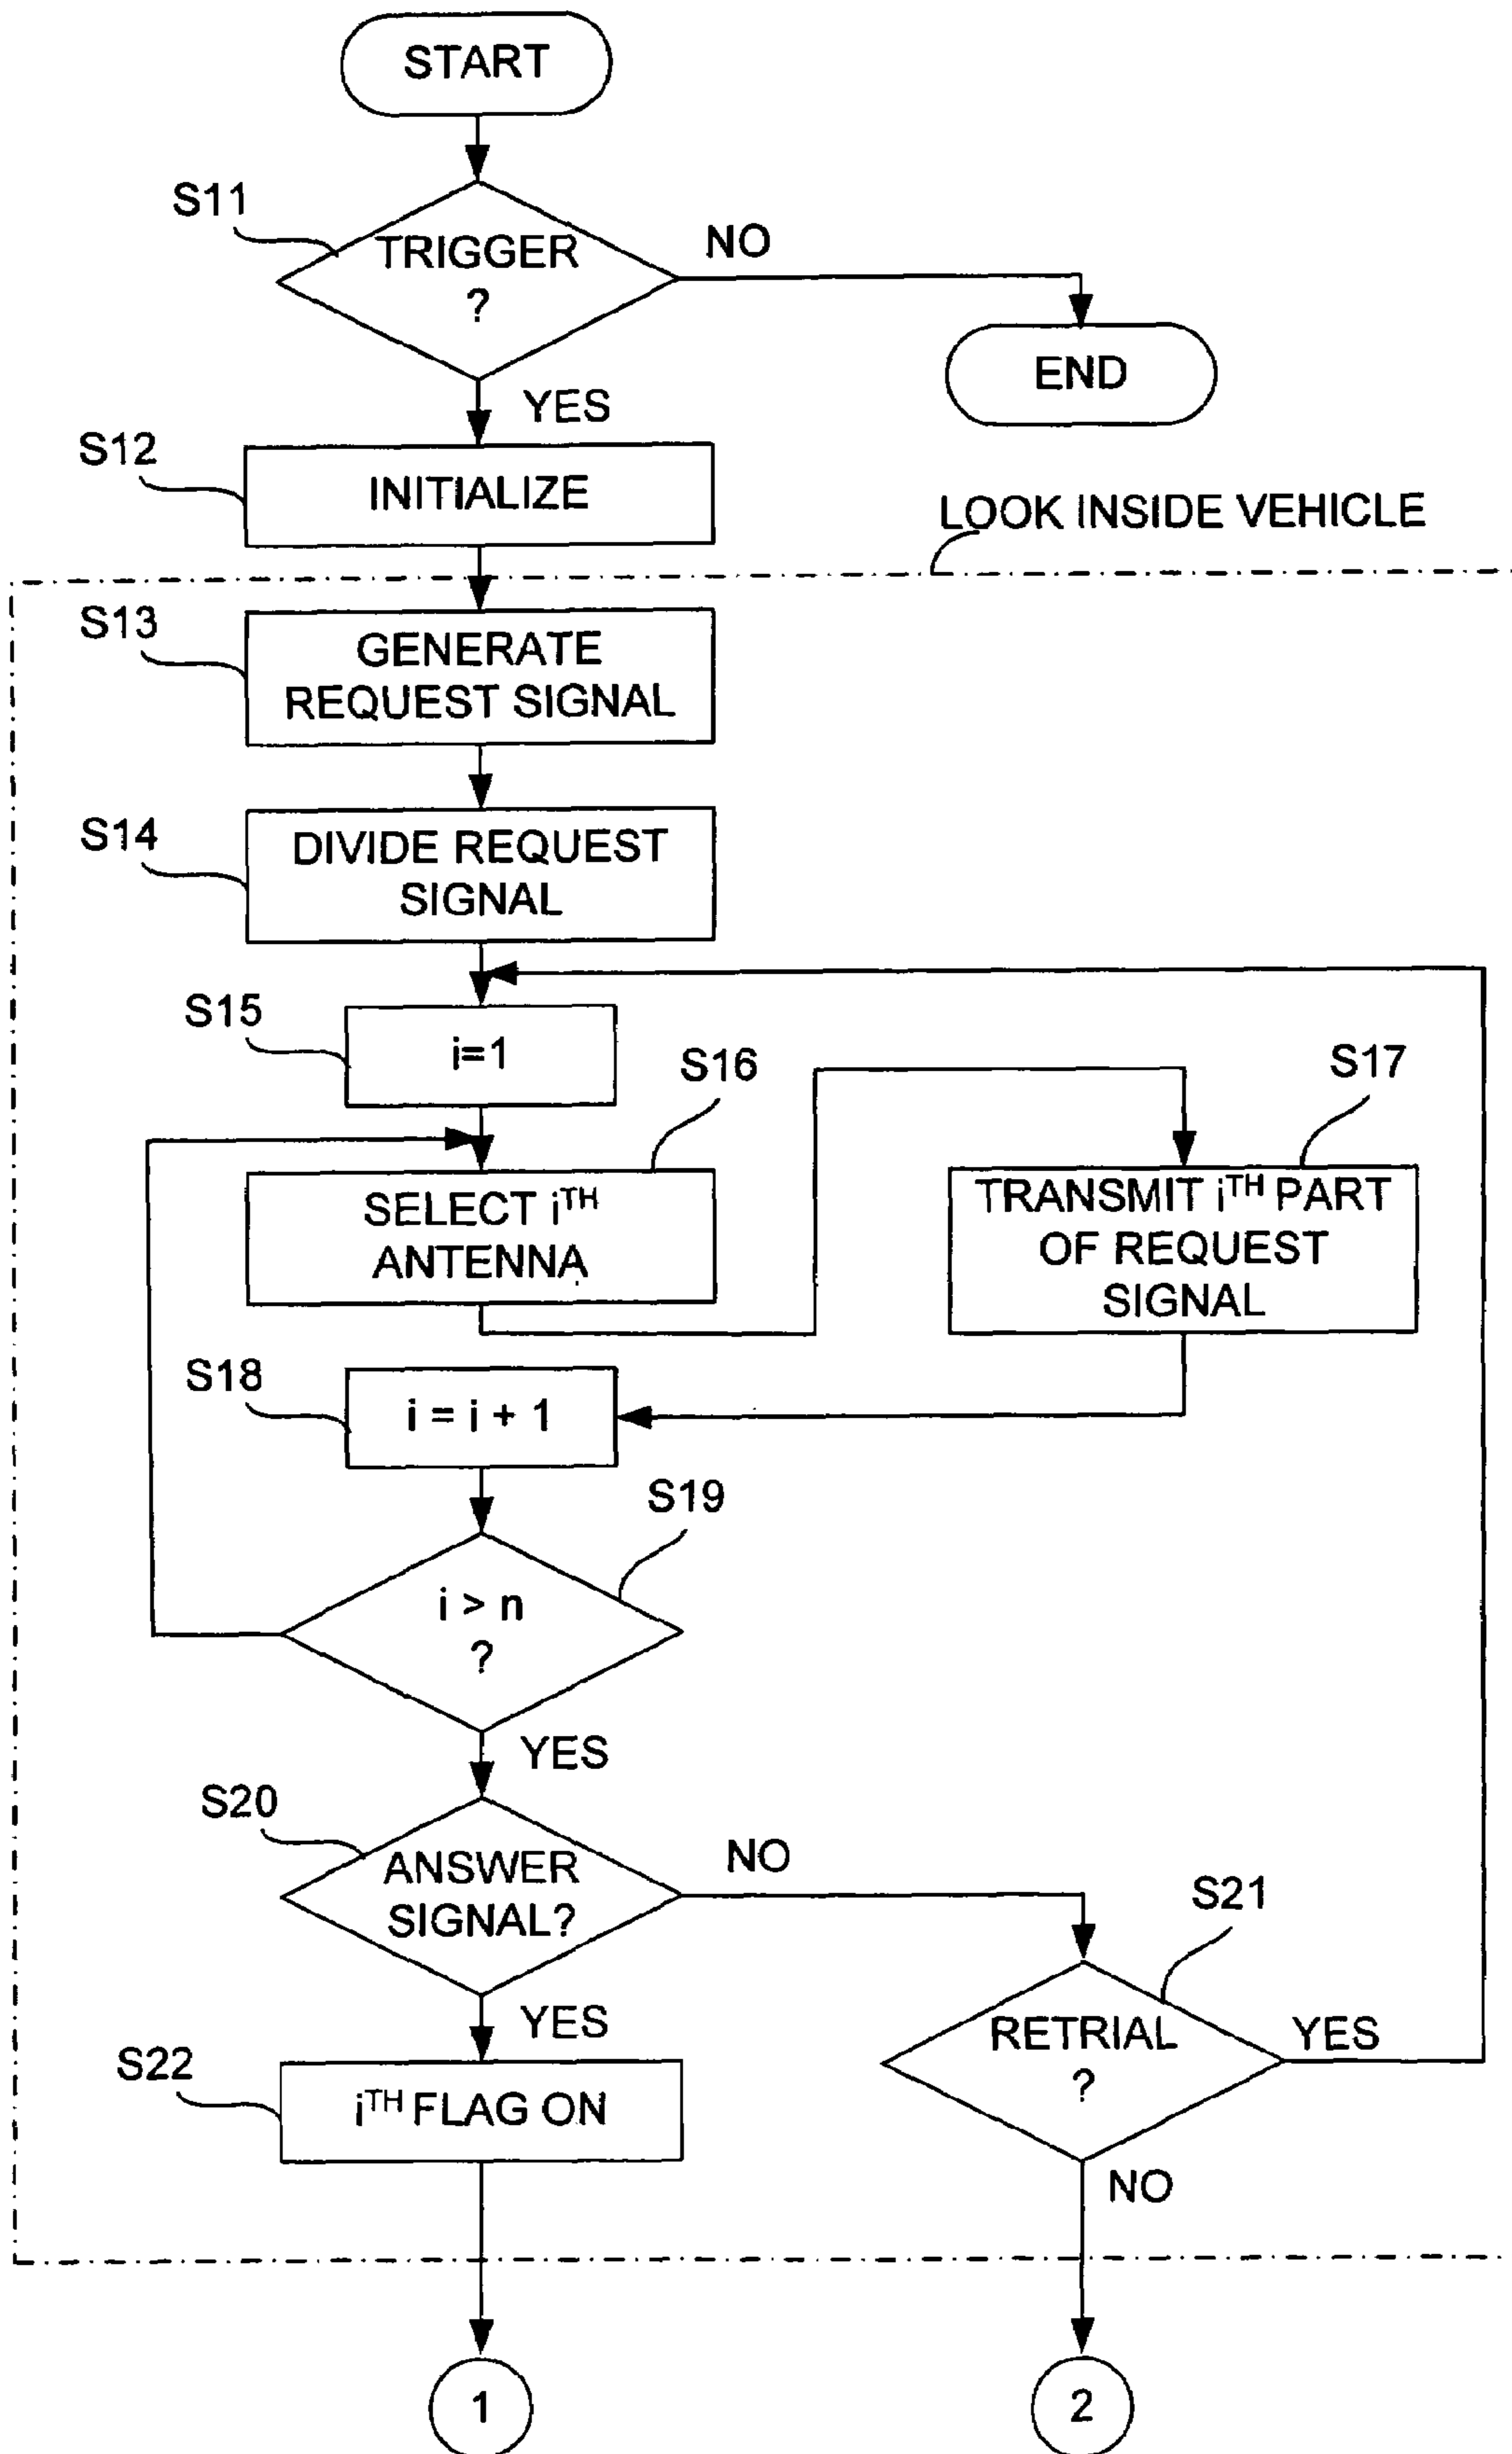 START
S11
TRIGGER
?
NO
END
YES
S12
INITIALIZE
LOOK INSIDE VEHICLE
S13
GENERATE
REQUEST SIGNAL
S14
DIVIDE REQUEST
SIGNAL
S15
i=1
S16
SELECT iTH
ANTENNA
S17
TRANSMIT iTH PART
OF REQUEST
SIGNAL
S18
i = i + 1
S19
i > n
?
YES
S20
ANSWER
SIGNAL?
NO
S21
RETRIAL
?
YES
YES
S22
iTH FLAG ON
NO
1
2